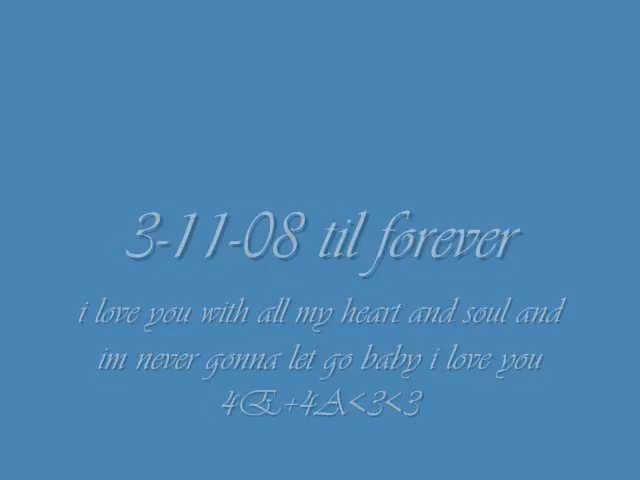 3-11-08 til forever
i love you with all my heart and soul and
im never gonna let go baby i love you
4E+4A<3<3